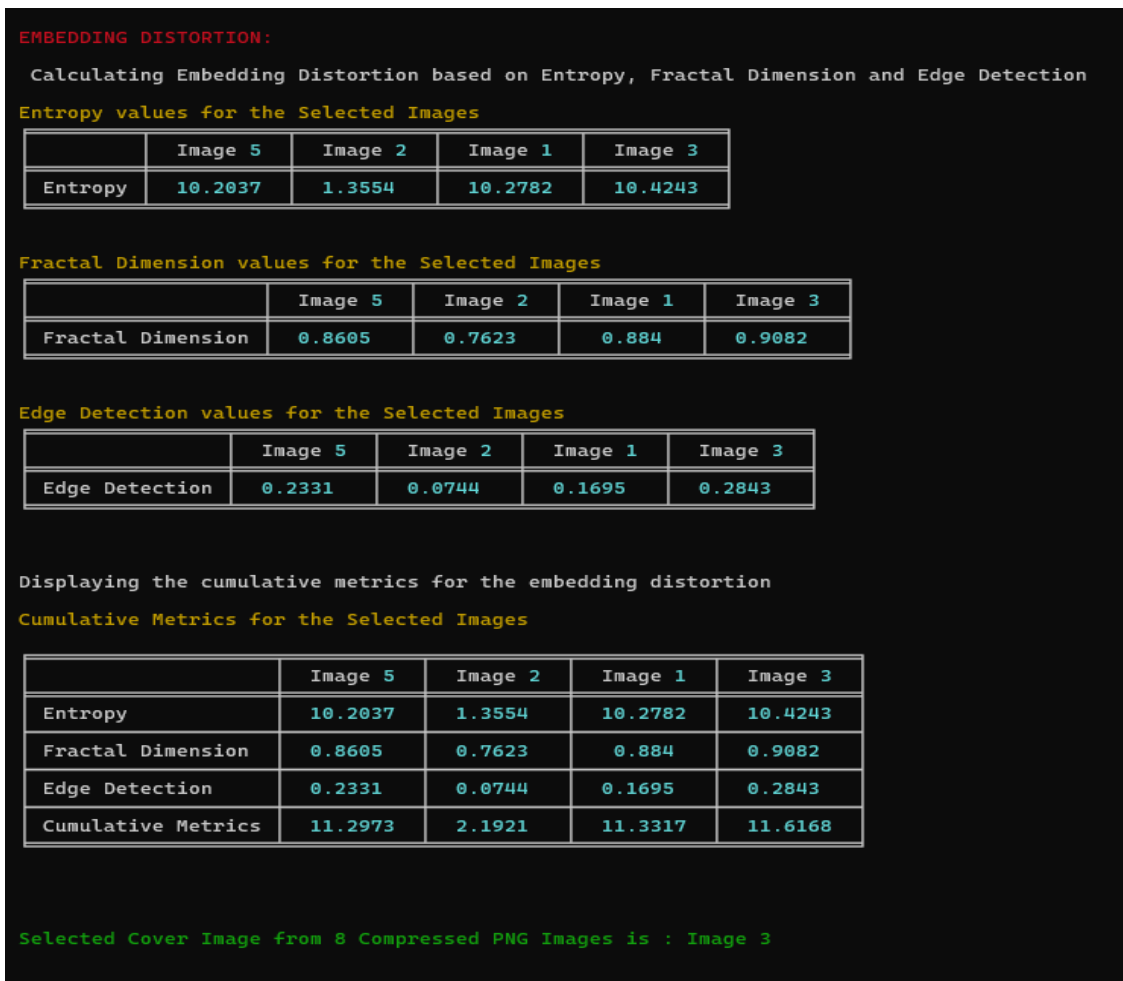 EMBEDDING DISTORTION:
Calculating Embedding Distortion based on Entropy, Fractal Dimension and Edge Detection
Entropy values for the Selected Images
Image 5 Image 2 Image 1 Image 3
Entropy 10.2037 1.3554 10.2782 10.4243
Fractal Dimension values for the Selected Images
Image 5 Image 2 Image 1 Image 3
Fractal Dimension 0.8605 0.7623 0.884 0.9082
Edge Detection values for the Selected Images
Image 5 Image 2 Image 1 Image 3
Edge Detection 0.2331 0.0744 0.1695 0.2843
Displaying the cumulative metrics for the embedding distortion
Cumulative Metrics for the Selected Images
Image 5 Image 2 Image 1 Image 3
Entropy 10.2037 1.3554 10.2782 10.4243
Fractal Dimension 0.8605 0.7623 0.884 0.9082
Edge Detection 0.2331 0.0744 0.1695 0.2843
Cumulative Metrics 11.2973 2.1921 11.3317 11.6168
Selected Cover Image from 8 Compressed PNG Images is : Image 3